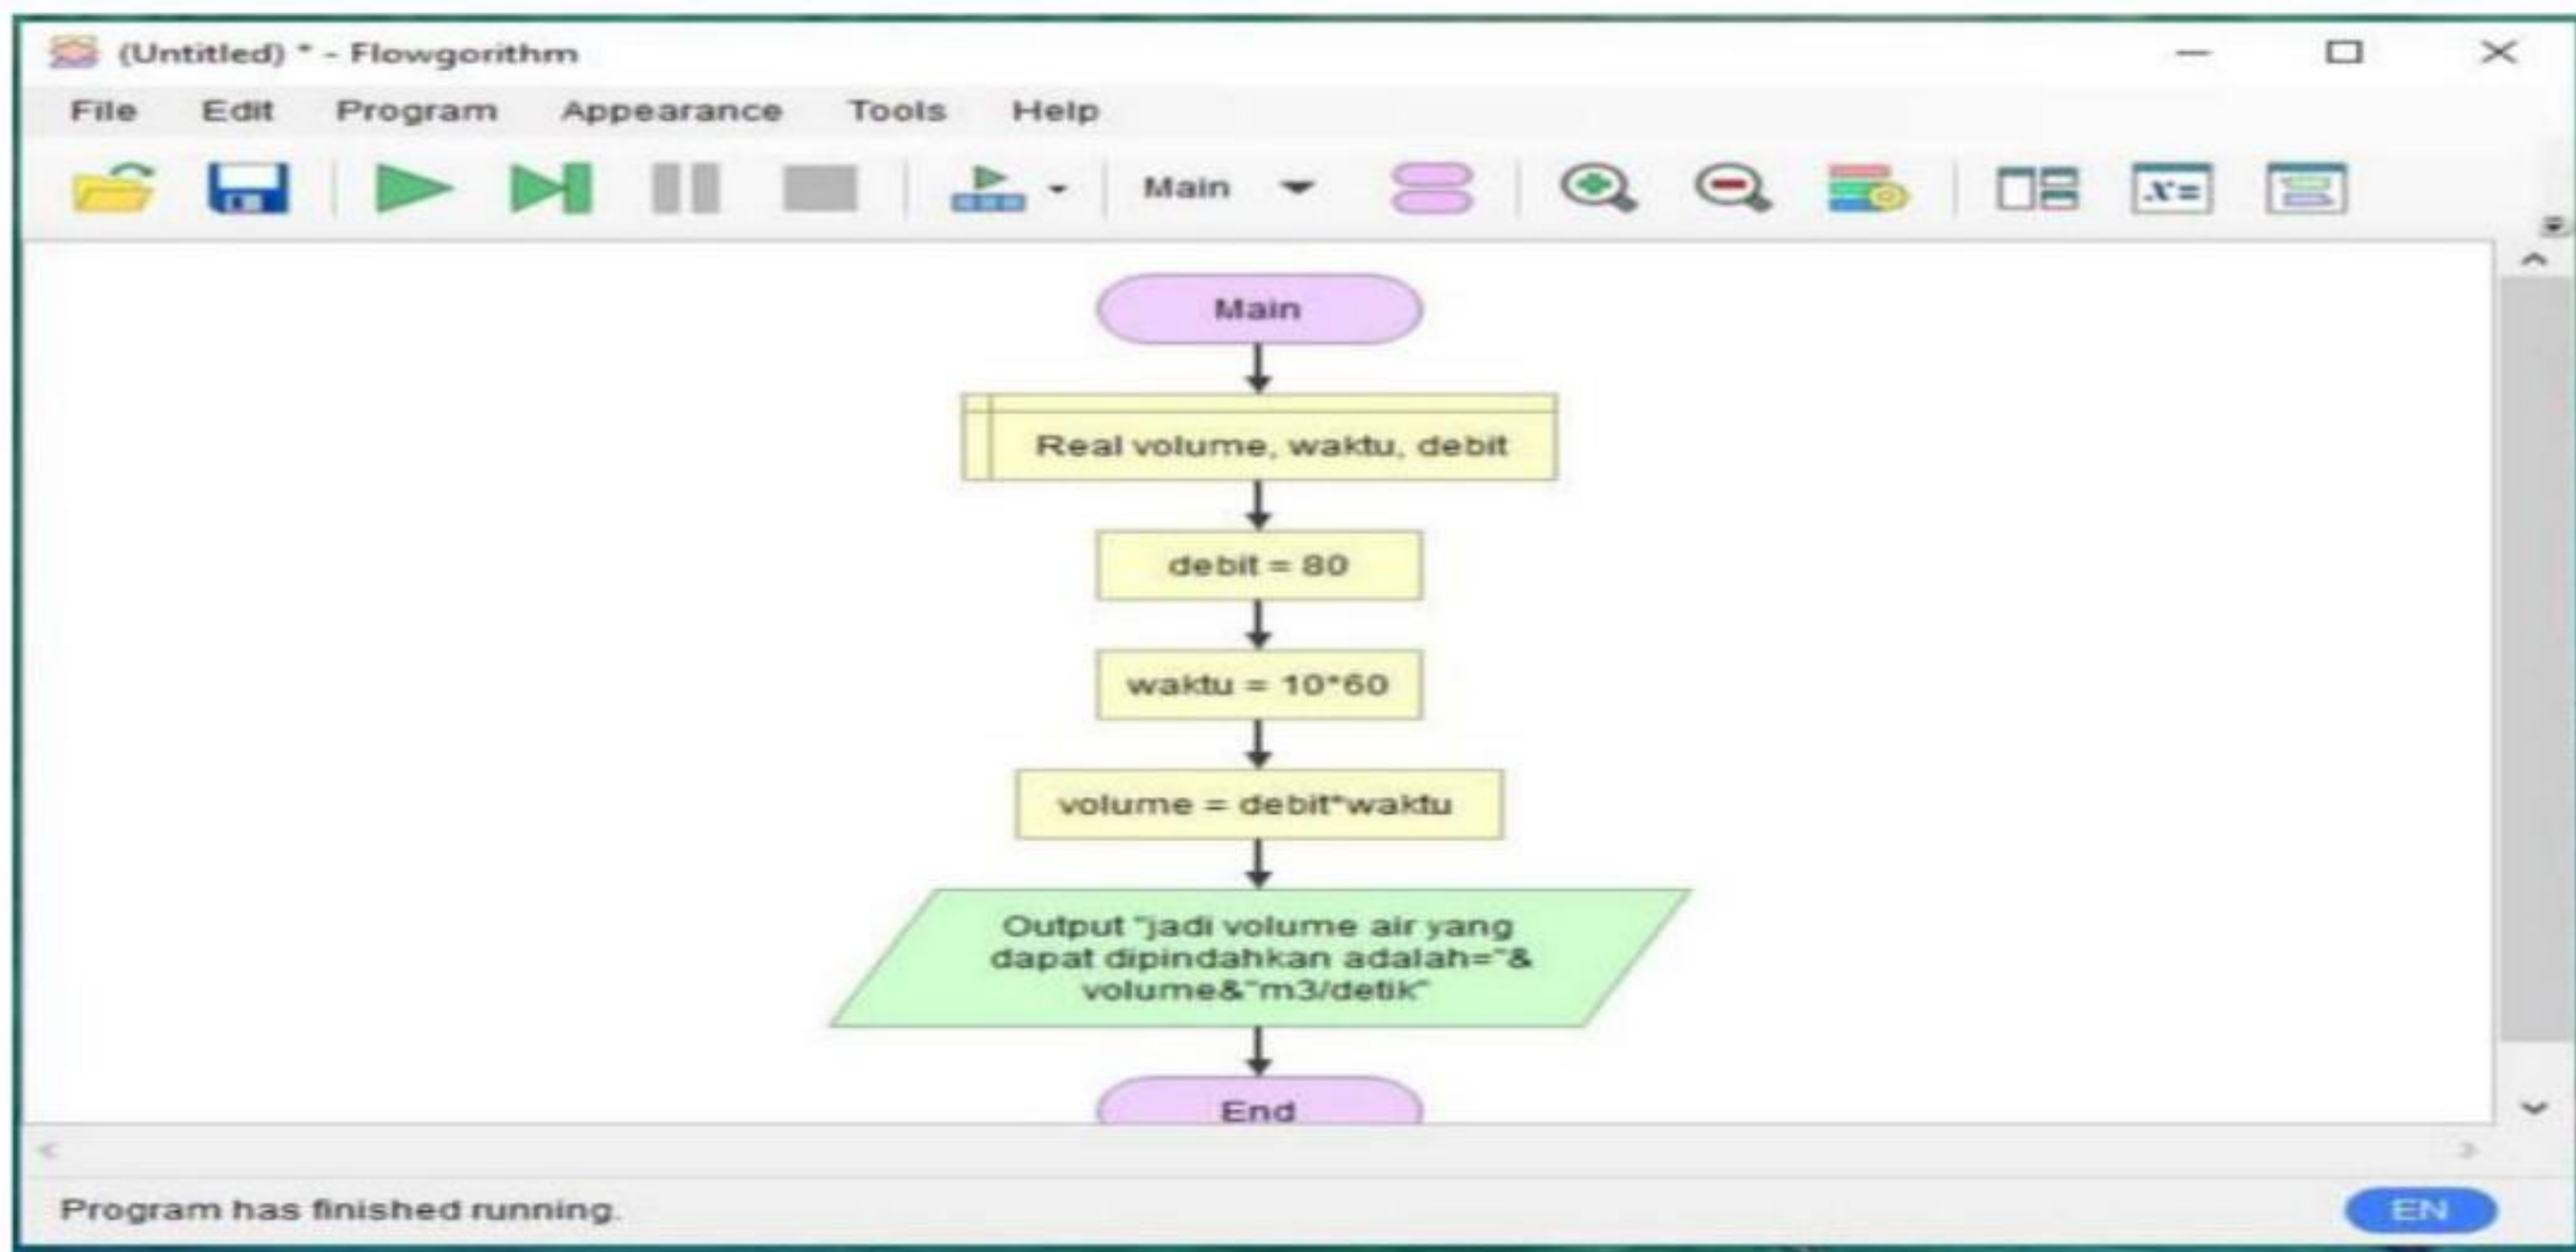 (Untitled) * - Flowgorithm
File Edit Program Appearance Tools Help
Main
x=
Main
Real volume, waktu, debit
debit = 80
waktu = 10*60
volume = debit*waktu
Output "jadi volume air yang
dapat dipindahkan adalah="&
volume&"m3/detik"
End
Program has finished running.
EN